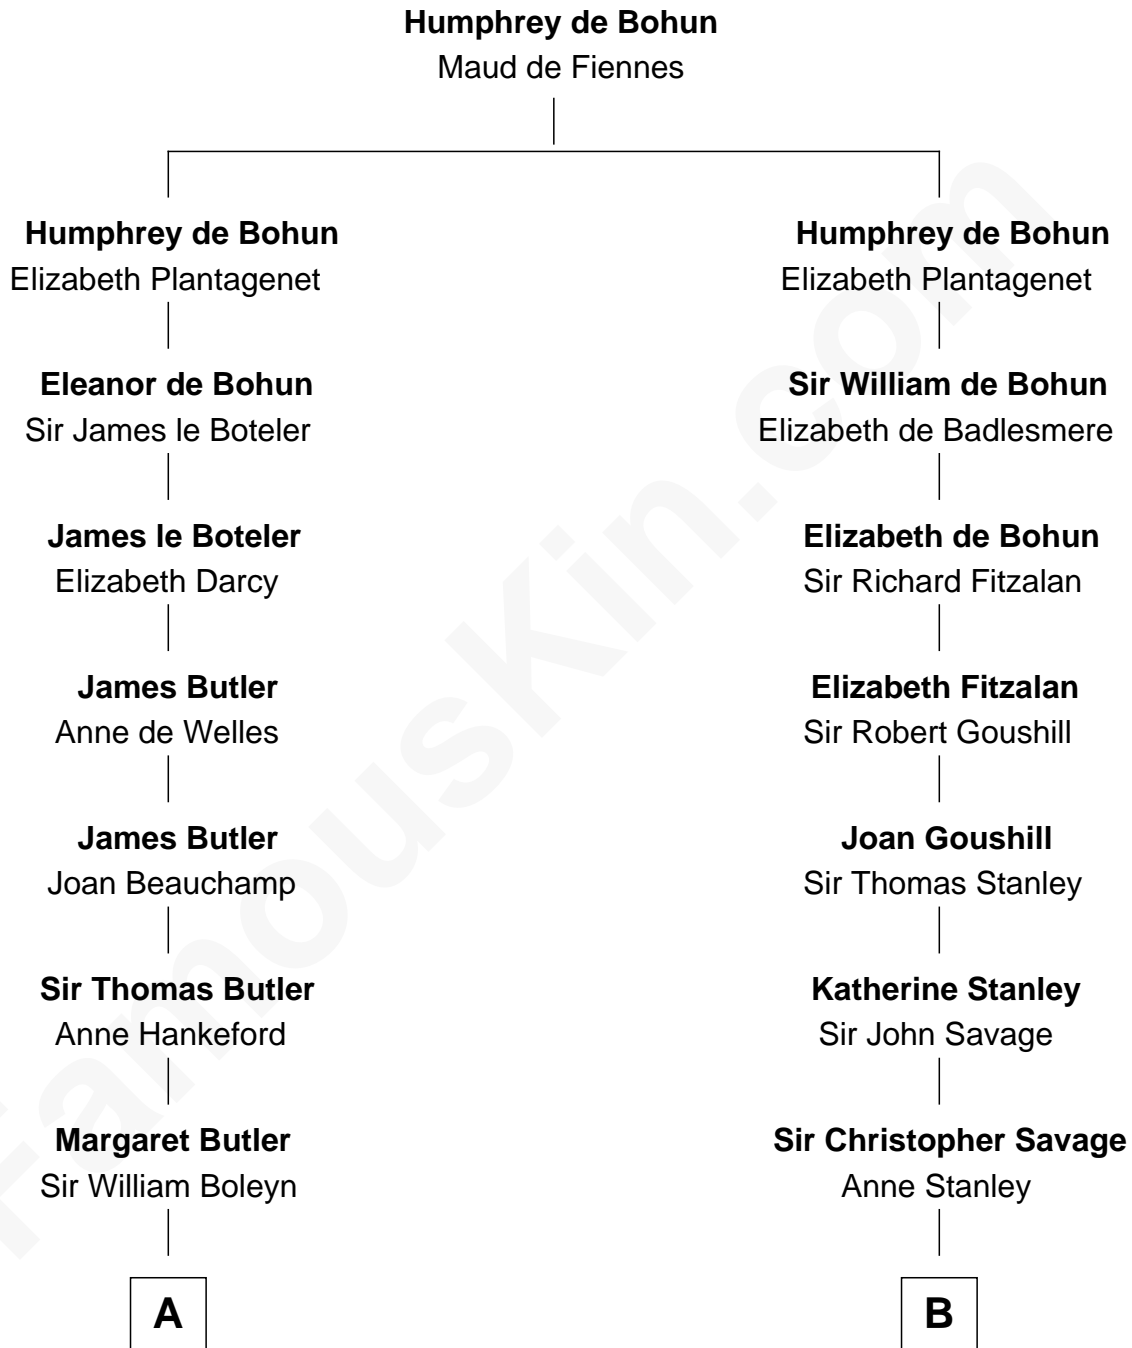 Humphrey de Bohun
Maud de Fiennes
Humphrey de Bohun
Elizabeth Plantagenet
Eleanor de Bohun
Sir James le Boteler
James le Boteler
Elizabeth Darcy
James Butler
Anne de Welles
James Butler
Joan Beauchamp
Sir Thomas Butler
Anne Hankeford
Margaret Butler
Sir William Boleyn
A
Humphrey de Bohun
Elizabeth Plantagenet
Sir William de Bohun
Elizabeth de Badlesmere
Elizabeth de Bohun
Sir Richard Fitzalan
Elizabeth Fitzalan
Sir Robert Goushill
Joan Goushill
Sir Thomas Stanley
Katherine Stanley
Sir John Savage
Sir Christopher Savage
Anne Stanley
B
FamousKin.com